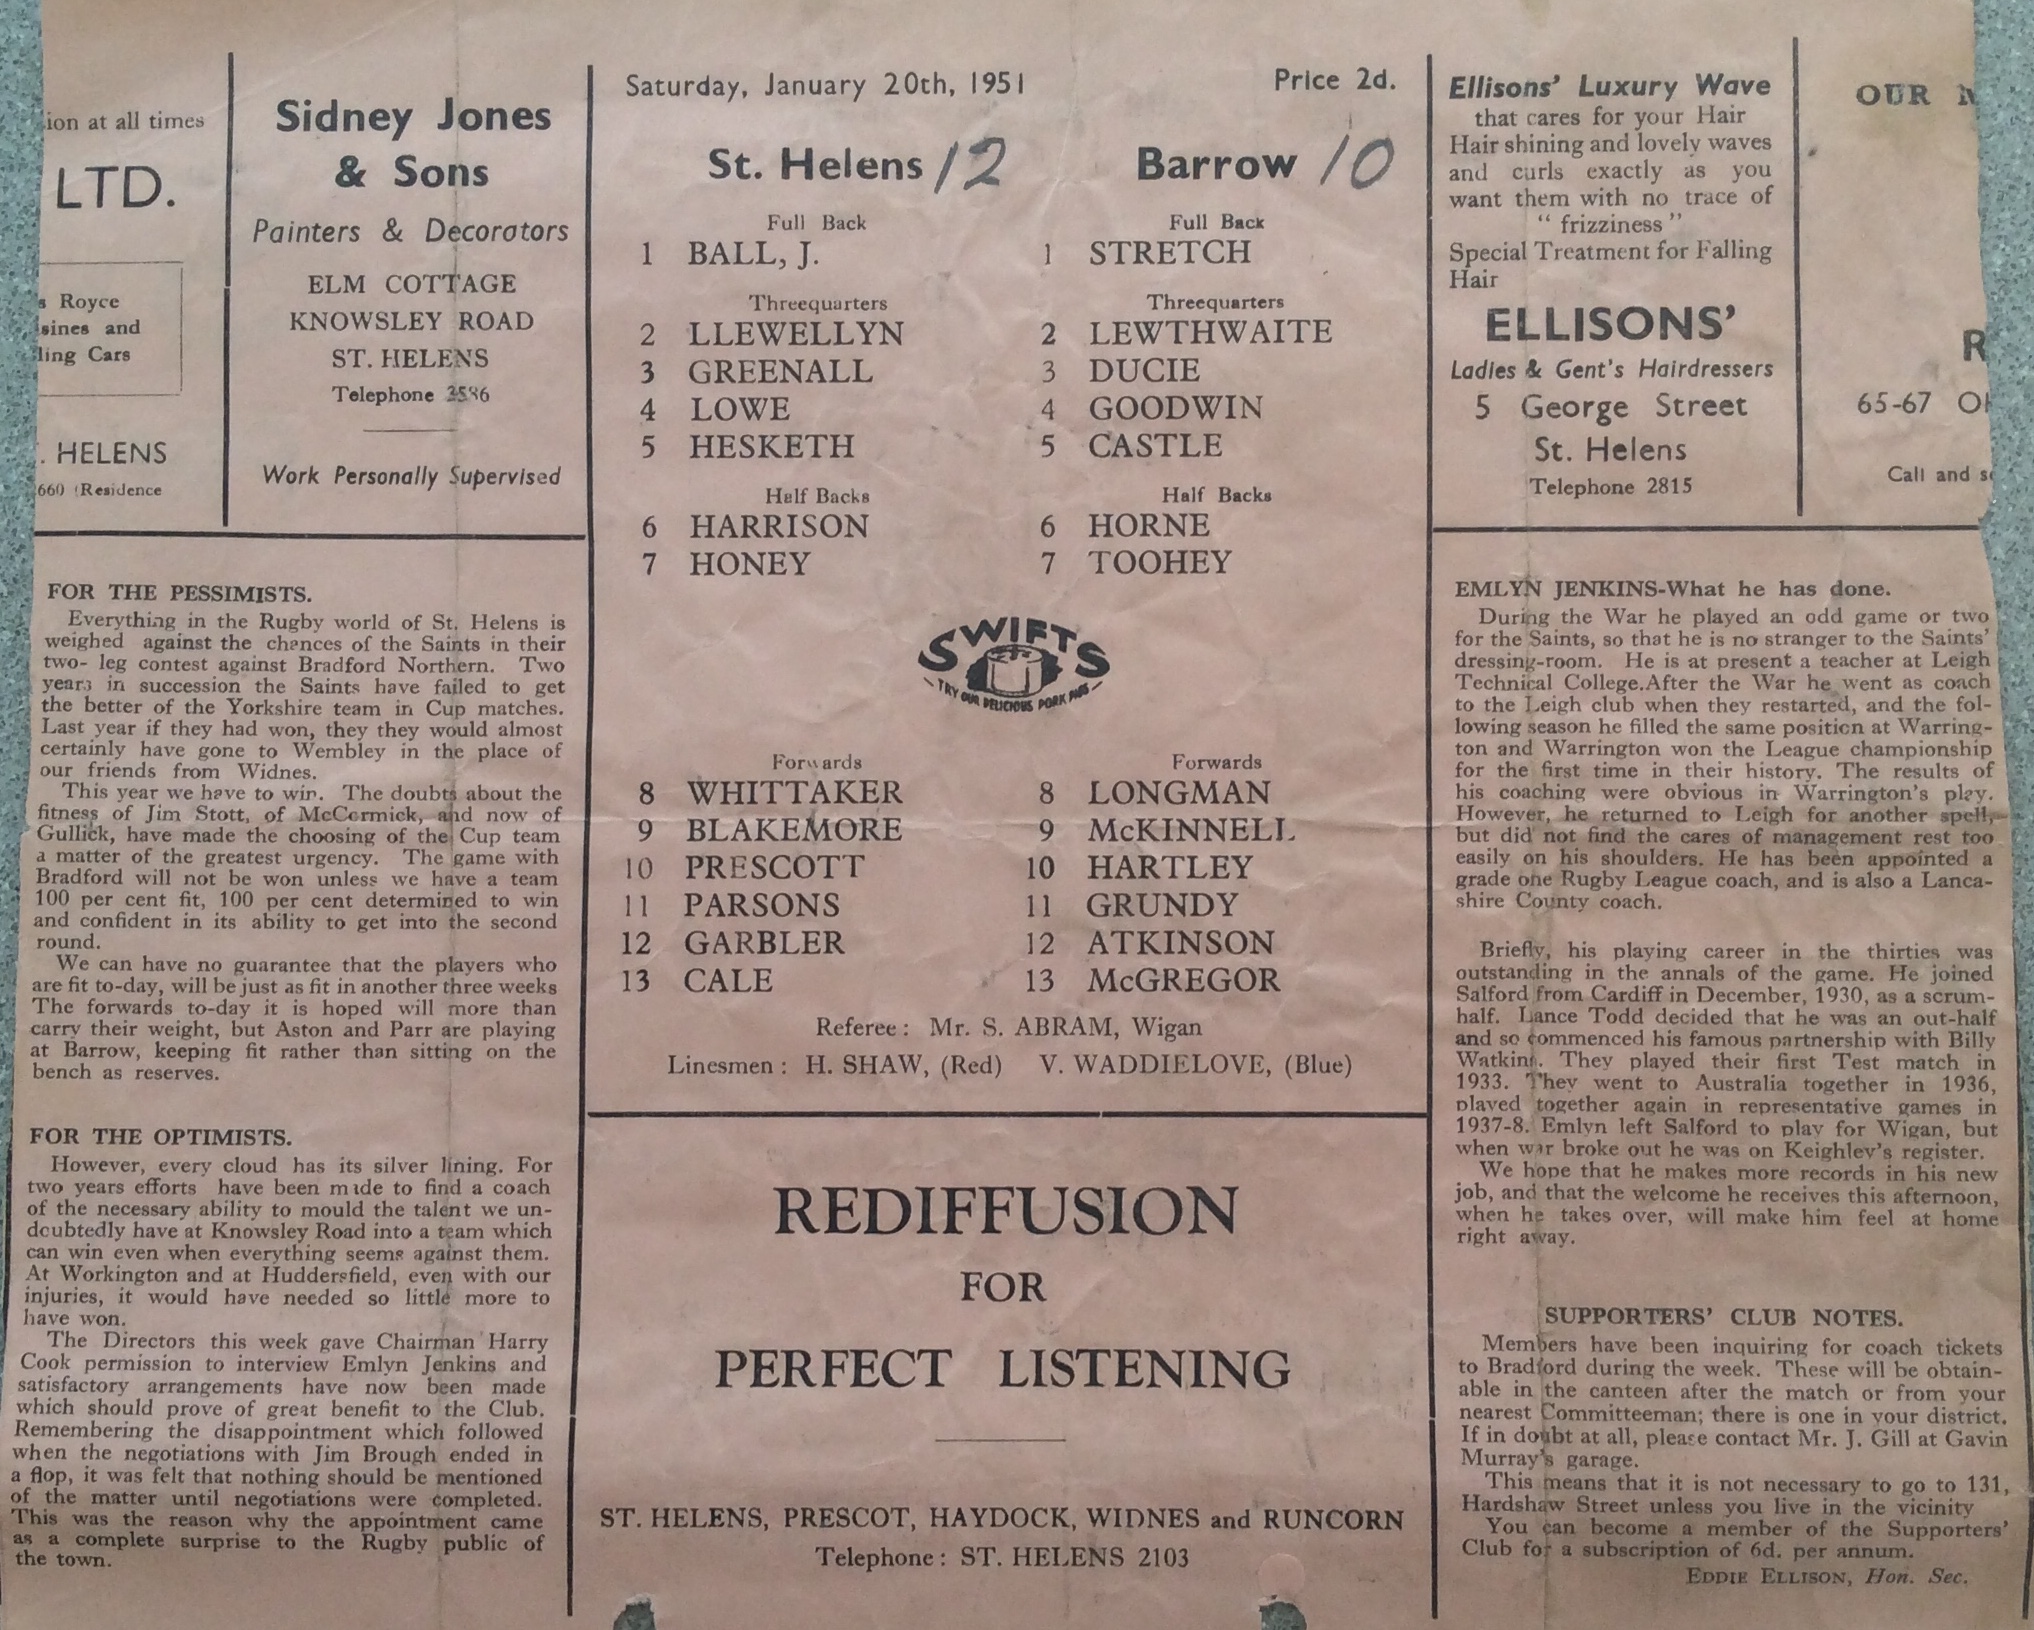 ion at all times
LTD.
s Royce
sines and
ling Cars
. HELENS
660 (Residence
Sidney Jones
& Sons
Painters & Decorators
ELM COTTAGE
KNOWSLEY ROAD
ST. HELENS
Telephone 3586
Work Personally Supervised
FOR THE PESSIMISTS.
Everything in the Rugby world of St. Helens is
weighed against the chances of the Saints in their
two- leg contest against Bradford Northern. Two
years in succession the Saints have failed to get
the better of the Yorkshire team in Cup matches.
Last year if they had won, they they would almost
certainly have gone to Wembley in the place of
our friends from Widnes.
This year we have to win. The doubts about the
fitness of Jim Stott, of McCormick, and now of
Gullick, have made the choosing of the Cup team
a matter of the greatest urgency. The game with
Bradford will not be won unless we have a team
100 per cent fit, 100 per cent determined to win
and confident in its ability to get into the second
round.
We can have no guarantee that the players who
are fit to-day, will be just as fit in another three weeks
The forwards to-day it is hoped will more than
carry their weight, but Aston and Parr are playing
at Barrow, keeping fit rather than sitting on the
bench as reserves.
FOR THE OPTIMISTS.
However, every cloud has its silver lining. For
two years efforts have been made to find a coach
of the necessary ability to mould the talent we un-
doubtedly have at Knowsley Road into a team which
can win even when everything seems against them.
At Workington and at Huddersfield, even with our
injuries, it would have needed so little more to
have won.
The Directors this week gave Chairman Harry
Cook permission to interview Emlyn Jenkins and
satisfactory arrangements have now been made
which should prove of great benefit to the Club.
Remembering the disappointment which followed
when the negotiations with Jim Brough ended in
a flop, it was felt that nothing should be mentioned
of the matter until negotiations were completed.
This was the reason why the appointment came
as a complete surprise to the Rugby public of
the town.
Saturday, January 20th, 1951 Price 2d.
St. Helens 12 Barrow 10
Full Back Full Back
1 BALL, J. 1 STRETCH
Threequarters Threequarters
2 LLEWELLYN 2 LEWTHWAITE
3 GREENALL 3 DUCIE
4 LOWE 4 GOODWIN
5 HESKETH 5 CASTLE
Half Backs Half Backs
6 HARRISON 6 HORNE
7 HONEY 7 TOOHEY
SWIFTS
TRY OUR DELICIOUS PORK PIES
Forwards Forwards
8 WHITTAKER 8 LONGMAN
9 BLAKEMORE 9 McKINNELL
10 PRESCOTT 10 HARTLEY
11 PARSONS 11 GRUNDY
12 GARBLER 12 ATKINSON
13 CALE 13 McGREGOR
Referee: Mr. S. ABRAM, Wigan
Linesmen: H. SHAW, (Red) V. WADDIELOVE, (Blue)
REDIFFUSION
FOR
PERFECT LISTENING
ST. HELENS, PRESCOT, HAYDOCK, WIDNES and RUNCORN
Telephone: ST. HELENS 2103
Ellisons' Luxury Wave
that cares for your Hair
Hair shining and lovely waves
and curls exactly as you
want them with no trace of
"frizziness"
Special Treatment for Falling
Hair
ELLISONS'
Ladies & Gent's Hairdressers
5 George Street
St. Helens
Telephone 2815
OUR
R
65-67
Call and
EMLYN JENKINS-What he has done.
During the War he played an odd game or two
for the Saints, so that he is no stranger to the Saints'
dressing-room. He is at present a teacher at Leigh
Technical College.After the War he went as coach
to the Leigh club when they restarted, and the fol-
lowing season he filled the same position at Warring-
ton and Warrington won the League championship
for the first time in their history. The results of
his coaching were obvious in Warrington's play.
However, he returned to Leigh for another spell,
but did not find the cares of management rest too
easily on his shoulders. He has been appointed a
grade one Rugby League coach, and is also a Lanca-
shire County coach.
Briefly, his playing career in the thirties was
outstanding in the annals of the game. He joined
Salford from Cardiff in December, 1930, as a scrum-
half. Lance Todd decided that he was an out-half
and so commenced his famous partnership with Billy
Watkins. They played their first Test match in
1933. They went to Australia together in 1936,
played together again in representative games in
1937-8. Emlyn left Salford to play for Wigan, but
when war broke out he was on Keighley's register.
We hope that he makes more records in his new
job, and that the welcome he receives this afternoon,
when he takes over, will make him feel at home
right away.
SUPPORTERS' CLUB NOTES.
Members have been inquiring for coach tickets
to Bradford during the week. These will be obtain-
able in the canteen after the match or from your
nearest Committeeman; there is one in your district.
If in doubt at all, please contact Mr. J. Gill at Gavin
Murray's garage.
This means that it is not necessary to go to 131,
Hardshaw Street unless you live in the vicinity
You can become a member of the Supporters'
Club for a subscription of 6d. per annum.
EDDIE ELLISON, Hon. Sec.